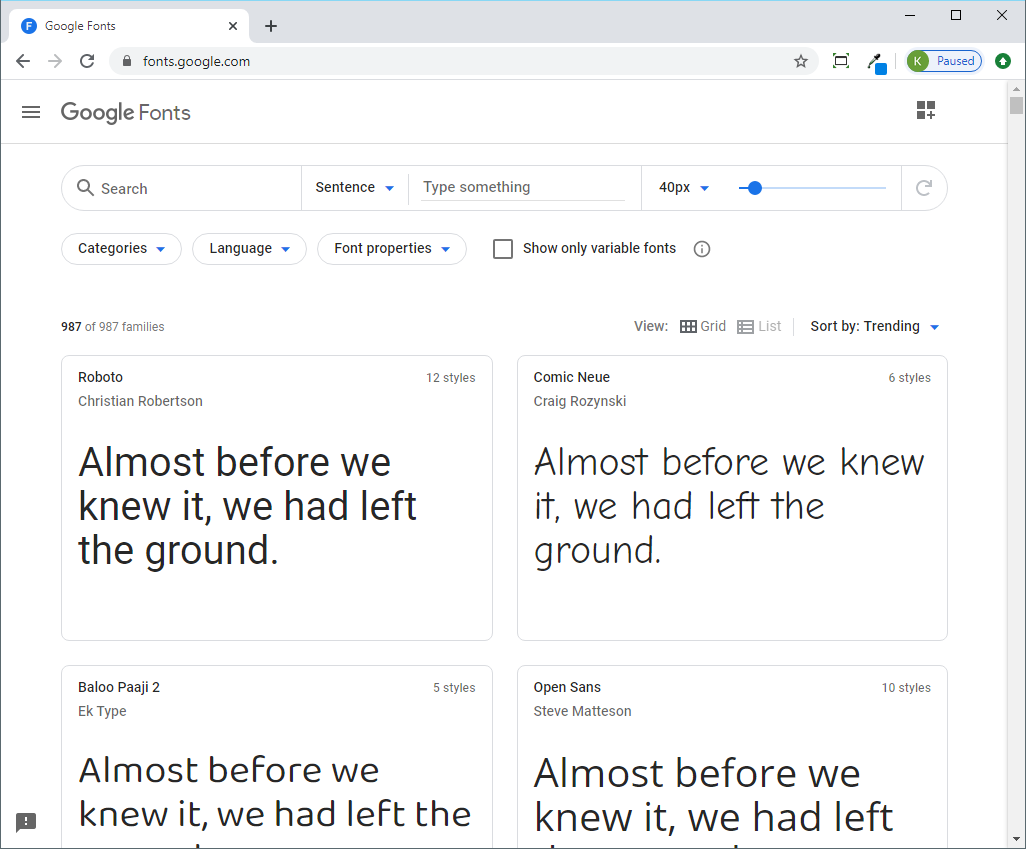 Google Fonts
fonts.google.com
K Paused
Google Fonts
Search Sentence Type something 40px
Categories Language Font properties Show only variable fonts
987 of 987 families View: Grid List Sort by: Trending
Roboto 12 styles
Christian Robertson
Almost before we
knew it, we had left
the ground.
Comic Neue 6 styles
Craig Rozynski
Almost before we knew
it, we had left the
ground.
Baloo Paaji 2 5 styles
Ek Type
Almost before we
knew it, we had left the
Open Sans 10 styles
Steve Matteson
Almost before we
knew it, we had left